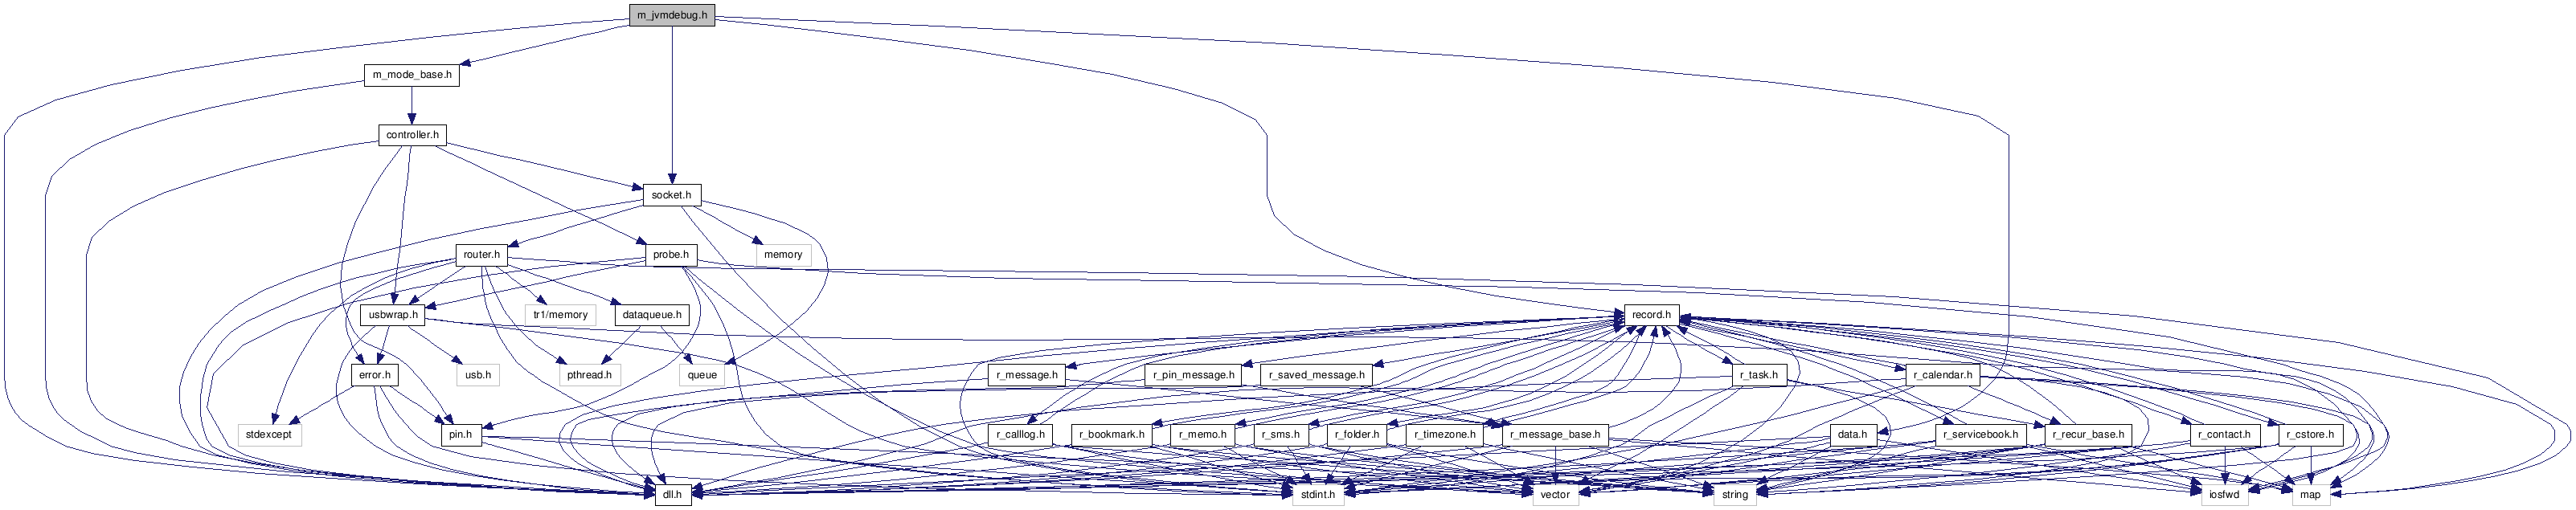 m_jvmdebug.h
m_mode_base.h
controller.h
socket.h
router.h
probe.h
memory
usbwrap.h
tr1/memory
dataqueue.h
record.h
error.h
usb.h
pthread.h
queue
r_message.h
r_pin_message.h
r_saved_message.h
r_task.h
r_calendar.h
stdexcept
pin.h
r_calllog.h
r_bookmark.h
r_memo.h
r_sms.h
r_folder.h
r_timezone.h
r_message_base.h
data.h
r_servicebook.h
r_recur_base.h
r_contact.h
r_cstore.h
dll.h
stdint.h
vector
string
iosfwd
map